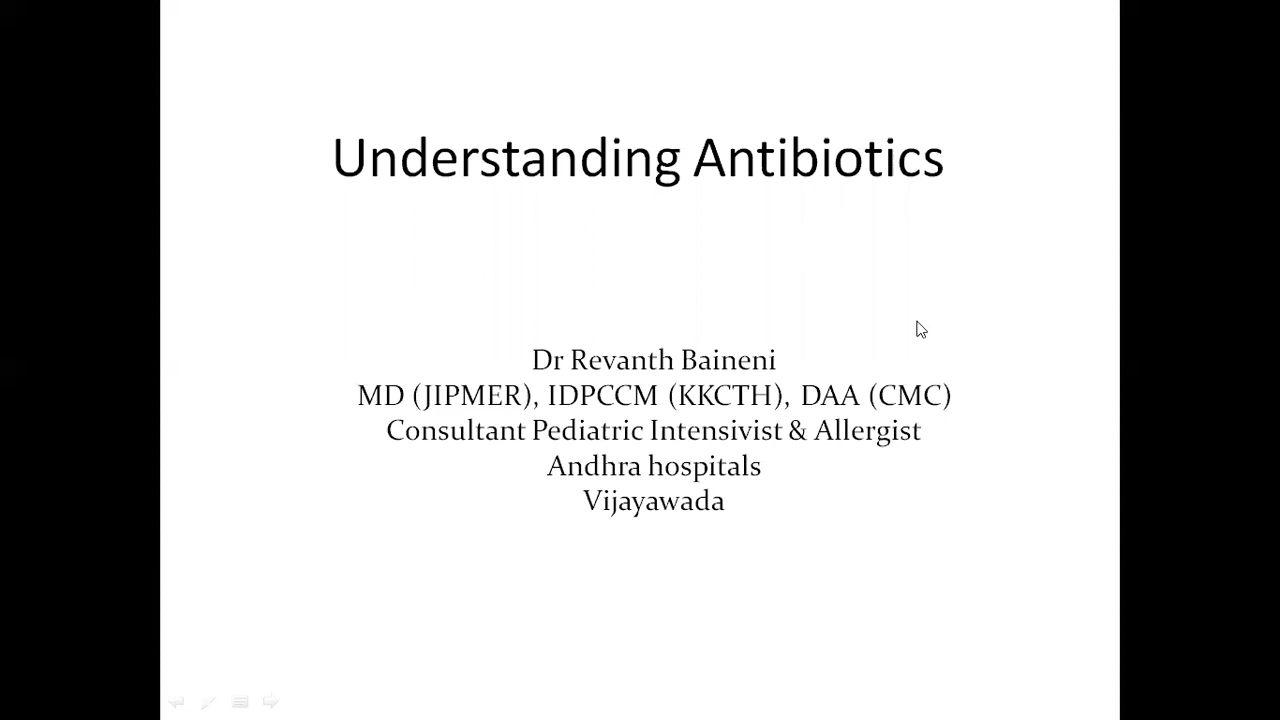 Understanding Antibiotics
Dr Revanth Baineni
MD (JIPMER), IDPCCM (KKCTH), DAA (CMC)
Consultant Pediatric Intensivist & Allergist
Andhra hospitals
Vijayawada